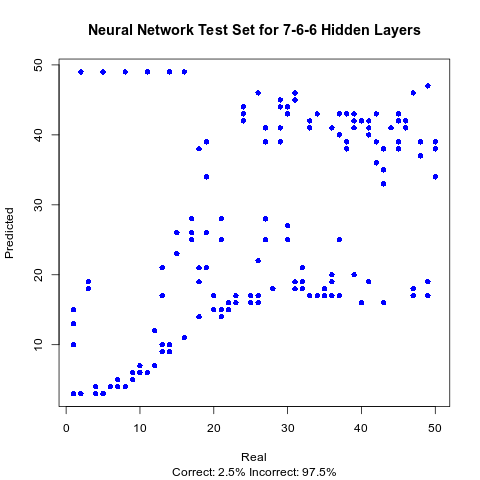 Neural Network Test Set for 7-6-6 Hidden Layers
Predicted
50
40
30
20
10
0 10 20 30 40 50
Real
Correct: 2.5% Incorrect: 97.5%